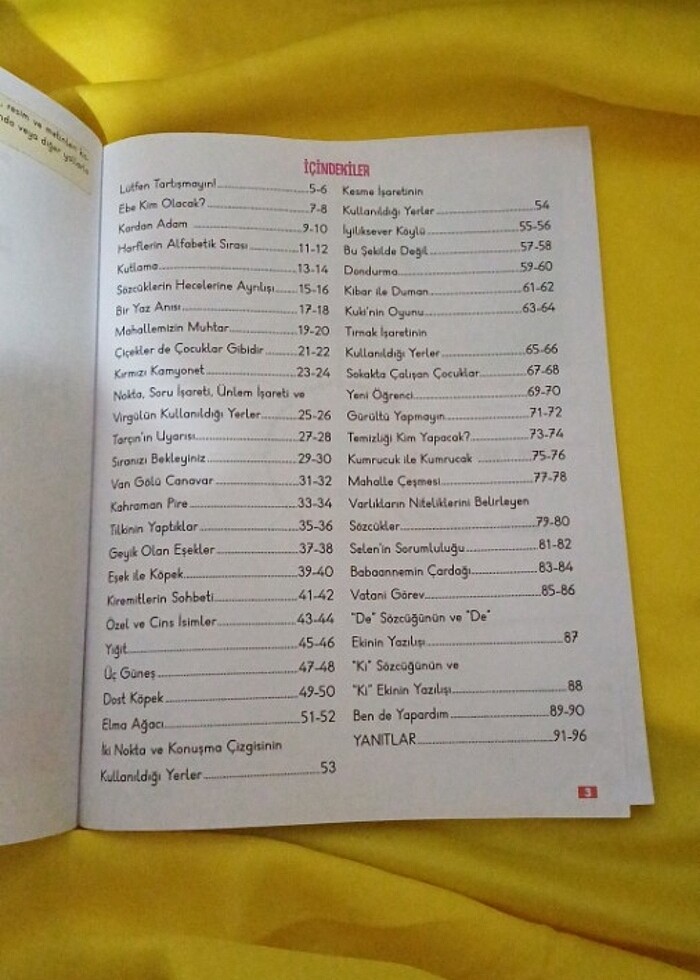 resim ve metinlerin
veya diğer yollarla
İÇİNDEKİLER
Lütfen Tartışmayın!.....5-6
Ebe Kim Olacak?.....7-8
Kardan Adam.....9-10
Harflerin Alfabetik Sırası.....11-12
Kutlama.....13-14
Sözcüklerin Hecelerine Ayrılışı.....15-16
Bir Yaz Anısı.....17-18
Mahallemizin Muhtar.....19-20
Çiçekler de Çocuklar Gibidir.....21-22
Kırmızı Kamyonet.....23-24
Nokta, Soru İşareti, Ünlem İşareti ve
Virgülün Kullanıldığı Yerler.....25-26
Tarçın'ın Uyarısı.....27-28
Sıranızı Bekleyiniz.....29-30
Van Gölü Canavar.....31-32
Kahraman Pire.....33-34
Tilkinin Yaptıklar.....35-36
Geyik Olan Eşekler.....37-38
Eşek ile Köpek.....39-40
Kiremitlerin Sohbeti.....41-42
Özel ve Cins İsimler.....43-44
Yiğit.....45-46
Üç Güneş.....47-48
Dost Köpek.....49-50
Elma Ağacı.....51-52
İki Nokta ve Konuşma Çizgisinin
Kullanıldığı Yerler.....53
Kesme İşaretinin
Kullanıldığı Yerler.....54
İyiliksever Köylü.....55-56
Bu Şekilde Değil.....57-58
Dondurma.....59-60
Kibar ile Duman.....61-62
Kuki'nin Oyunu.....63-64
Tırnak İşaretinin
Kullanıldığı Yerler.....65-66
Sokakta Çalışan Çocuklar.....67-68
Yeni Öğrenci.....69-70
Gürültü Yapmayın.....71-72
Temizliği Kim Yapacak?.....73-74
Kumrucuk ile Kumrucak.....75-76
Mahalle Çeşmesi.....77-78
Varlıkların Niteliklerini Belirleyen
Sözcükler.....79-80
Selen'in Sorumluluğu.....81-82
Babaannemin Çardağı.....83-84
Vatani Görev.....85-86
"De" Sözcüğünün ve "De"
Ekinin Yazılışı.....87
"Ki" Sözcüğünün ve
"Ki" Ekinin Yazılışı.....88
Ben de Yapardım.....89-90
YANITLAR.....91-96
3